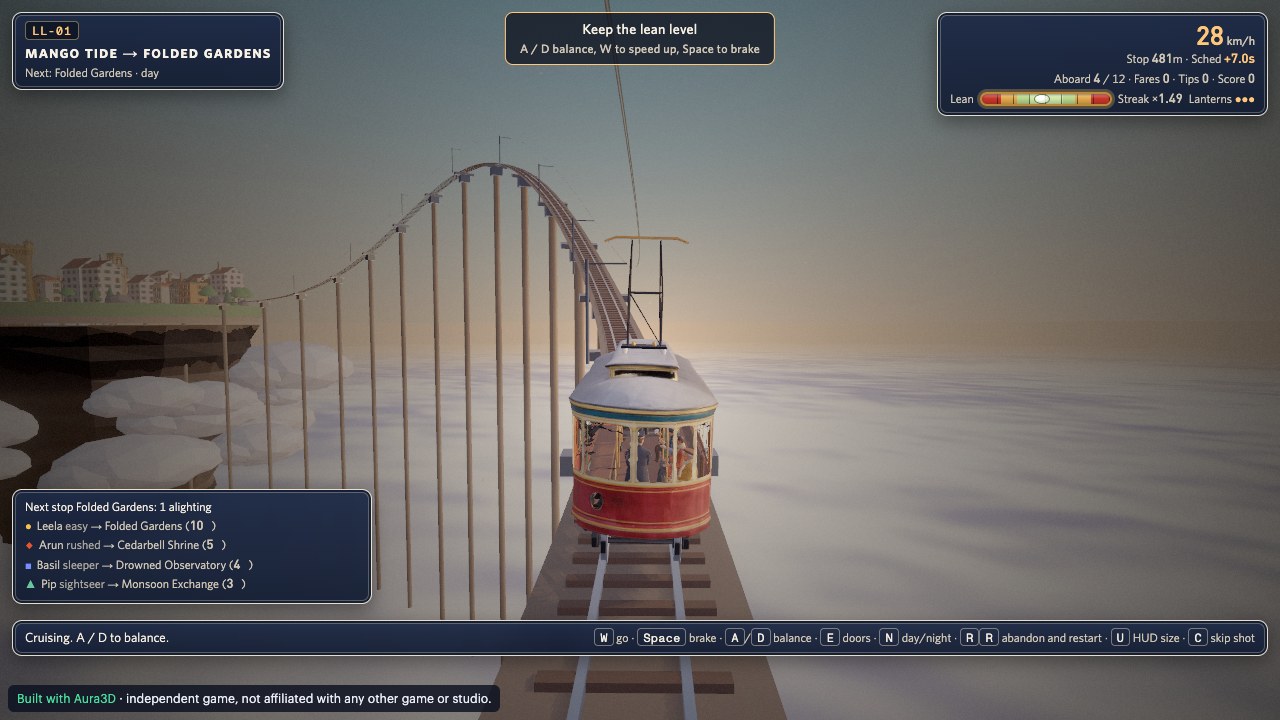 LL-01
MANGO TIDE → FOLDED GARDENS
Next: Folded Gardens · day
Keep the lean level
A / D balance, W to speed up, Space to brake
28 km/h
Stop 481m · Sched +7.0s
Aboard 4 / 12 · Fares 0 · Tips 0 · Score 0
Lean Streak ×1.49 Lanterns ●●●
Next stop Folded Gardens: 1 alighting
● Leela easy → Folded Gardens (10 )
◆ Arun rushed → Cedarbell Shrine (5 )
■ Basil sleeper → Drowned Observatory (4 )
▲ Pip sightseer → Monsoon Exchange (3 )
Cruising. A / D to balance.
W go · Space brake · A / D balance · E doors · N day/night · R R abandon and restart · U HUD size · C skip shot
Built with Aura3D · independent game, not affiliated with any other game or studio.